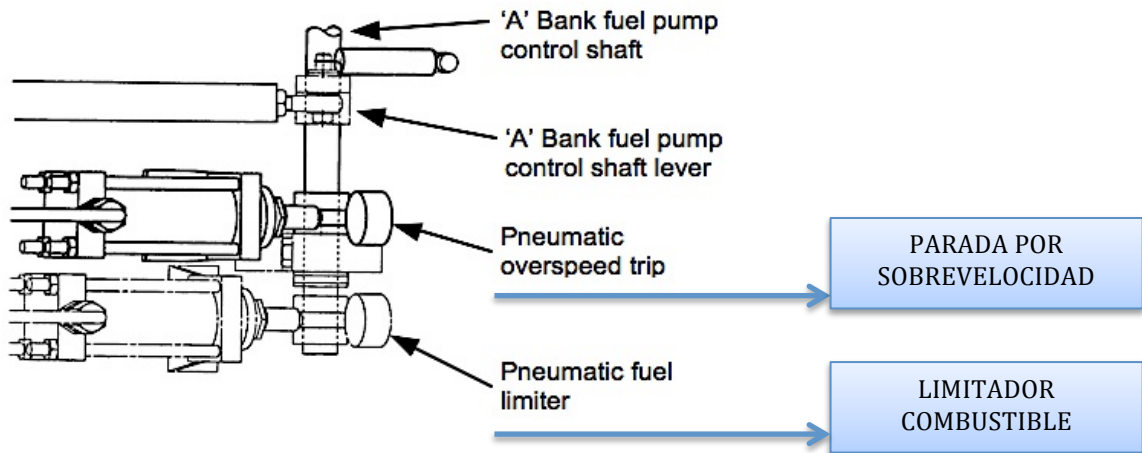 ‘A’ Bank fuel pump
control shaft
‘A’ Bank fuel pump
control shaft lever
Pneumatic
overspeed trip
PARADA POR
SOBREVELOCIDAD
Pneumatic fuel
limiter
LIMITADOR
COMBUSTIBLE